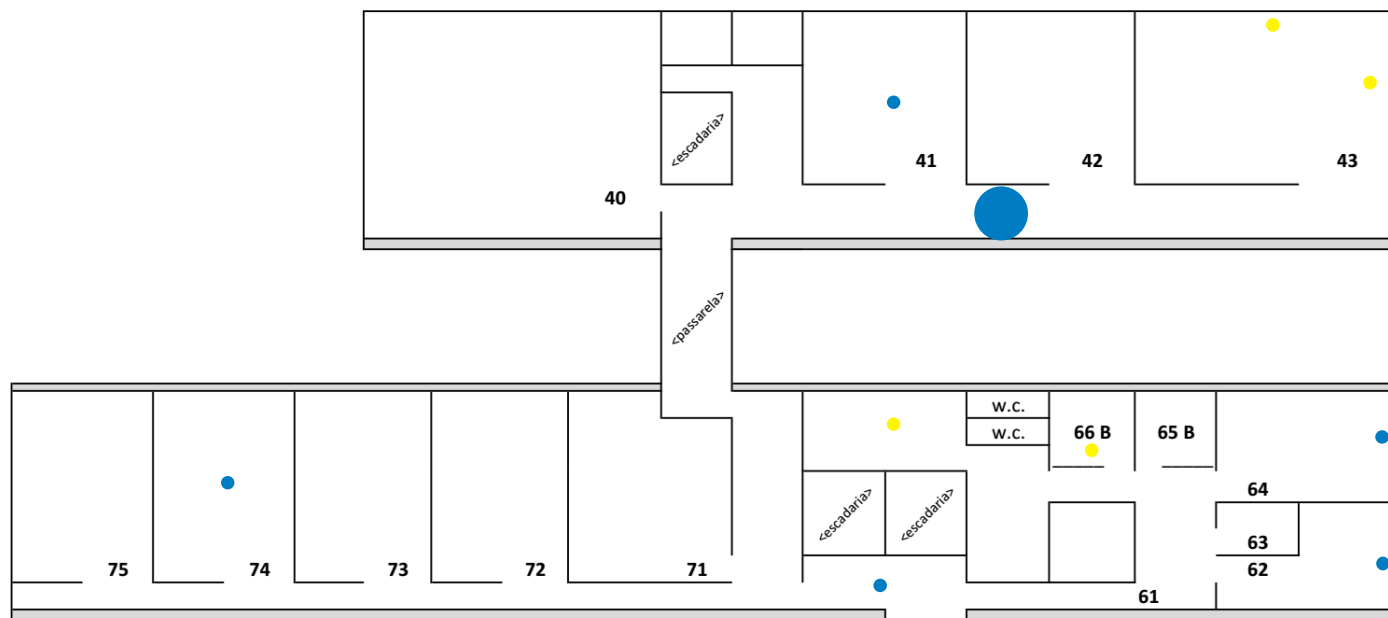 <escadaria>
41
42
43
40
<passarela>
w.c.
w.c.
66 B
65 B
64
<escadaria>
<escadaria>
63
75
74
73
72
71
62
61